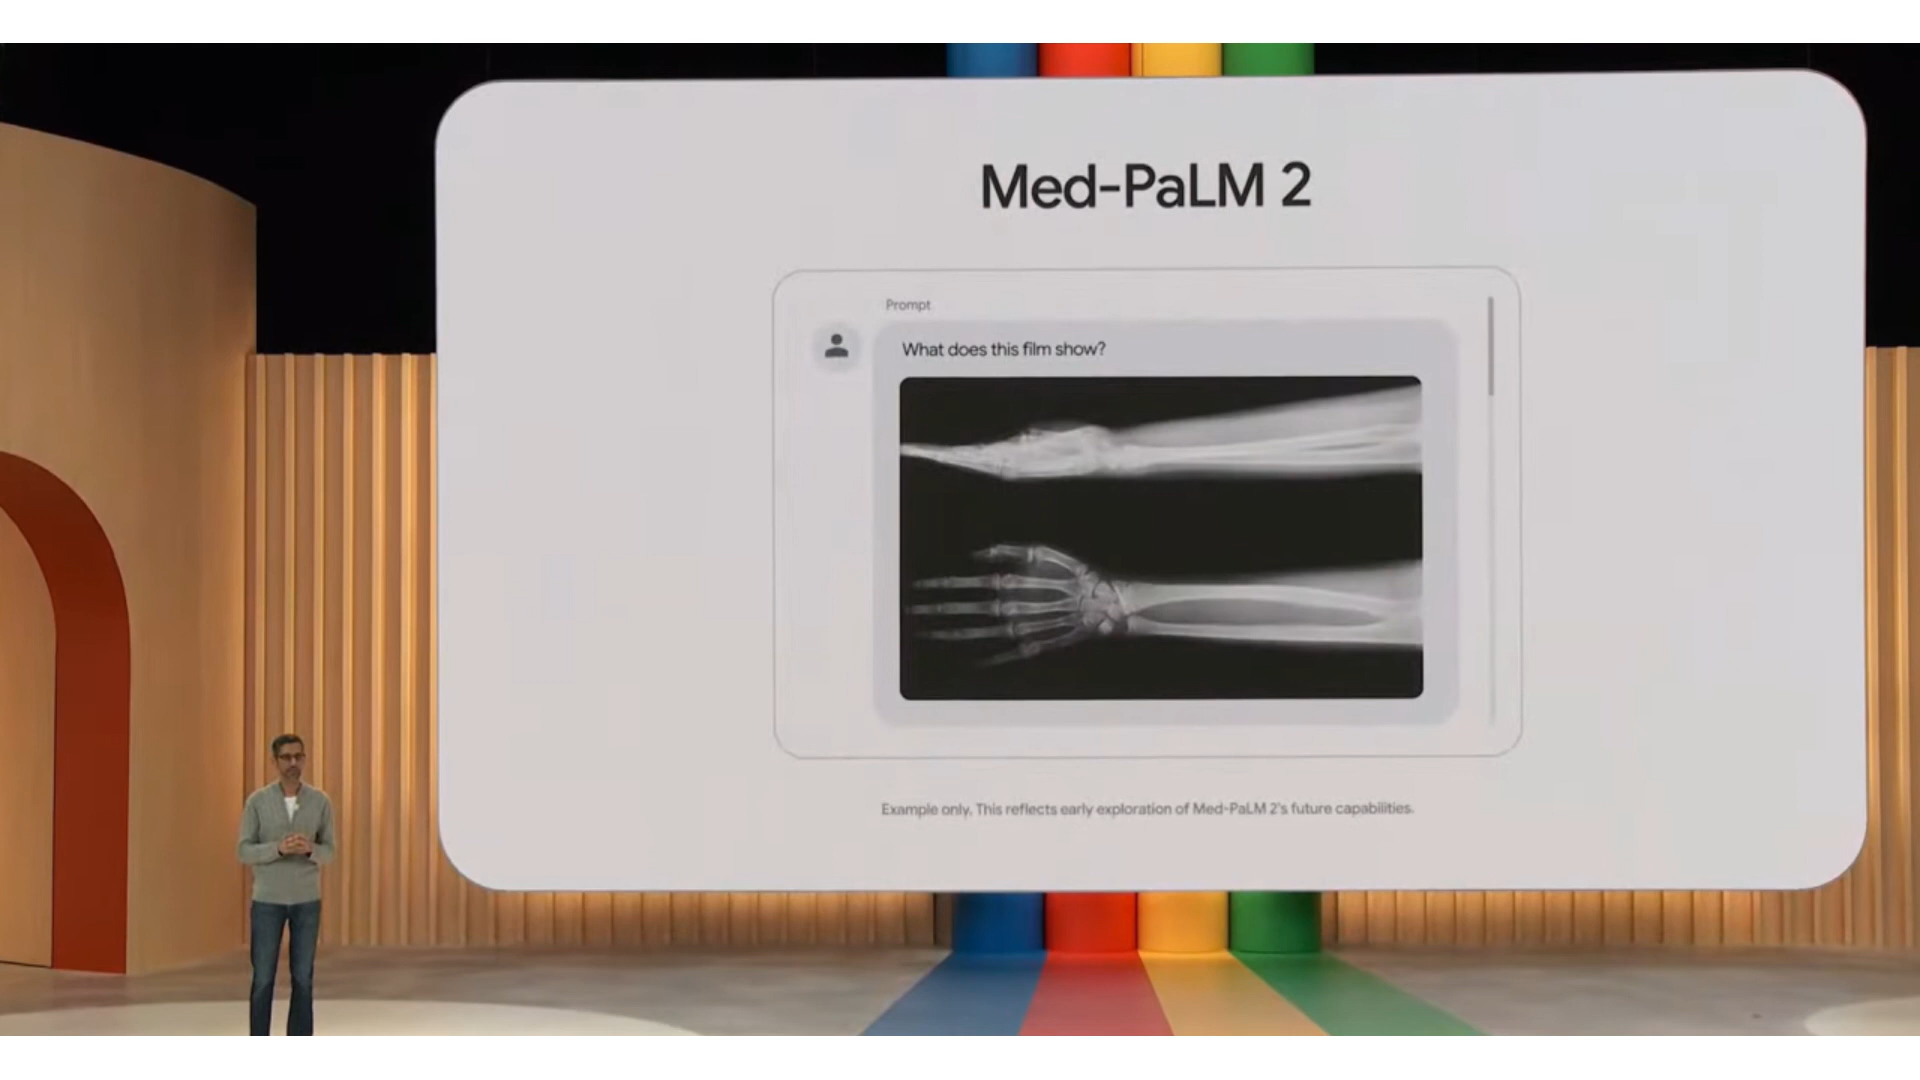 Med-PaLM 2
Prompt
What does this film show?
Example only. This reflects early exploration of Med-PaLM 2's future capabilities.